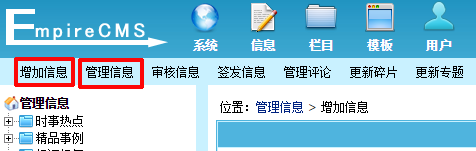 EmpireCMS
系统 信息 栏目 模板 用户
增加信息 管理信息 审核信息 签发信息 管理评论 更新碎片 更新专题
管理信息
位置：管理信息 > 增加信息
时事热点
精品事例